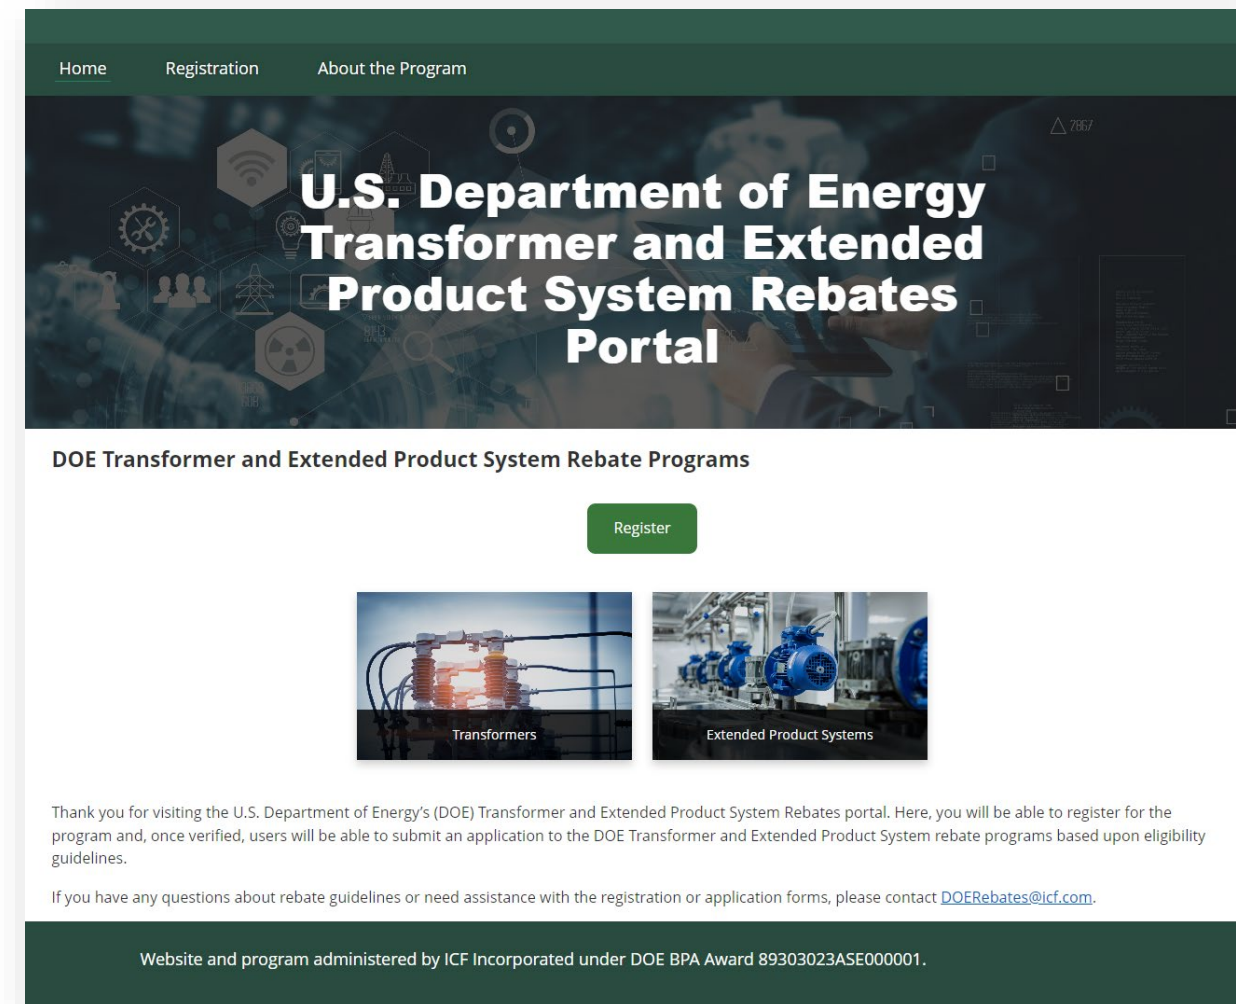 Home Registration About the Program
7867
U.S. Department of Energy
Transformer and Extended
Product System Rebates
Portal
DOE Transformer and Extended Product System Rebate Programs
Register
Transformers Extended Product Systems
Thank you for visiting the U.S. Department of Energy’s (DOE) Transformer and Extended Product System Rebates portal. Here, you will be able to register for the
program and, once verified, users will be able to submit an application to the DOE Transformer and Extended Product System rebate programs based upon eligibility
guidelines.
If you have any questions about rebate guidelines or need assistance with the registration or application forms, please contact DOERebates@icf.com.
Website and program administered by ICF Incorporated under DOE BPA Award 89303023ASE000001.